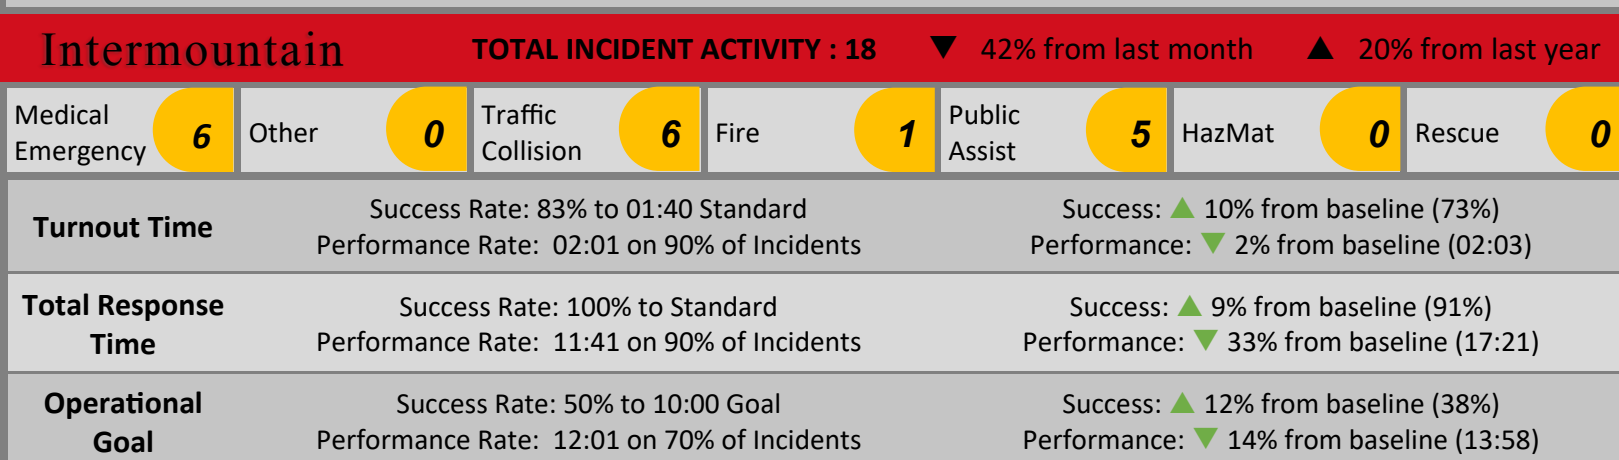 Intermountain TOTAL INCIDENT ACTIVITY : 18 ▼ 42% from last month ▲ 20% from last year
Medical Emergency 6
Other 0
Traffic Collision 6
Fire 1
Public Assist 5
HazMat 0
Rescue 0
Turnout Time
Success Rate: 83% to 01:40 Standard
Performance Rate: 02:01 on 90% of Incidents
Success: ▲ 10% from baseline (73%)
Performance: ▼ 2% from baseline (02:03)
Total Response
Time
Success Rate: 100% to Standard
Performance Rate: 11:41 on 90% of Incidents
Success: ▲ 9% from baseline (91%)
Performance: ▼ 33% from baseline (17:21)
Operational
Goal
Success Rate: 50% to 10:00 Goal
Performance Rate: 12:01 on 70% of Incidents
Success: ▲ 12% from baseline (38%)
Performance: ▼ 14% from baseline (13:58)